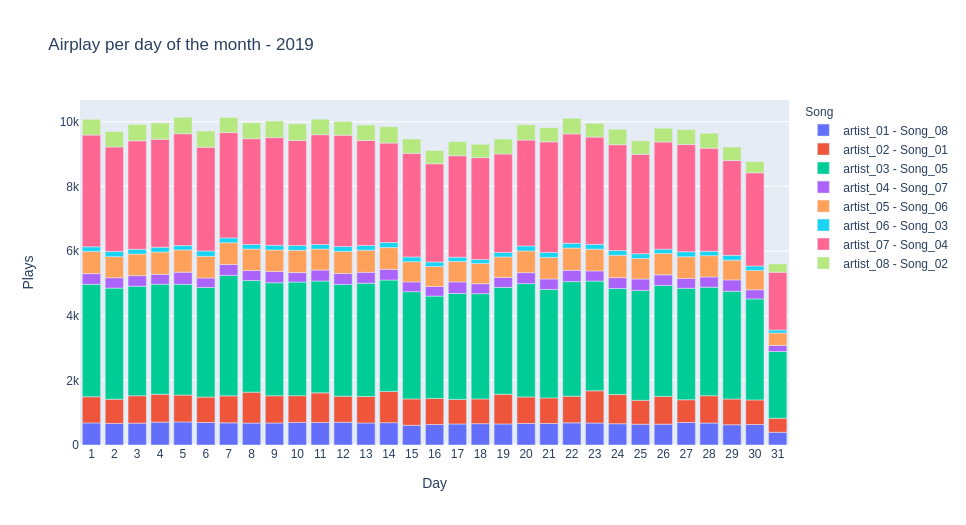 Airplay per day of the month - 2019
Song
artist_01 - Song_08
artist_02 - Song_01
artist_03 - Song_05
artist_04 - Song_07
artist_05 - Song_06
artist_06 - Song_03
artist_07 - Song_04
artist_08 - Song_02
Plays
10k
8k
6k
4k
2k
0
1 2 3 4 5 6 7 8 9 10 11 12 13 14 15 16 17 18 19 20 21 22 23 24 25 26 27 28 29 30 31
Day